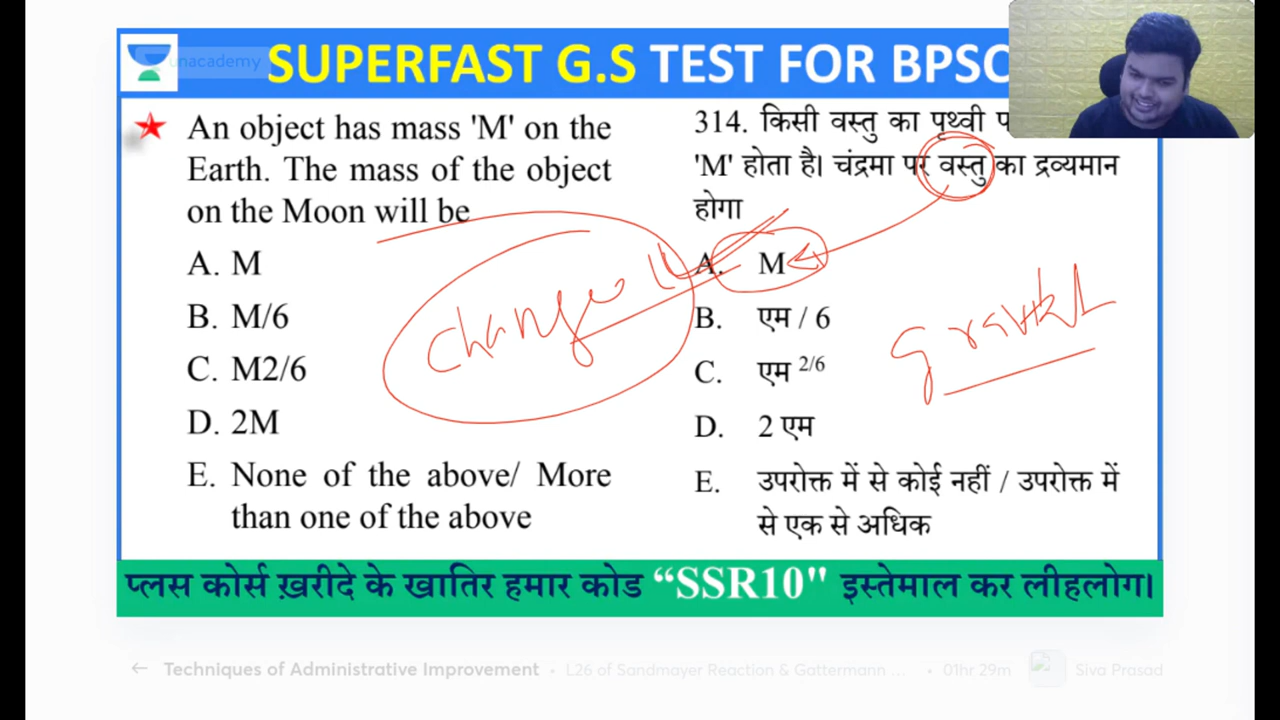 unacademy
SUPERFAST G.S TEST FOR BPSC
An object has mass 'M' on the
Earth. The mass of the object
on the Moon will be
A. M
B. M/6
C. M2/6
D. 2M
E. None of the above/ More
than one of the above
change
314. किसी वस्तु का पृथ्वी
'M' होता है। चंद्रमा पर वस्तु का द्रव्यमान
होगा
A. M
B. एम / 6
C. एम 2/6
D. 2 एम
E. उपरोक्त में से कोई नहीं / उपरोक्त में
से एक से अधिक
प्लस कोर्स ख़रीदे के खातिर हमार कोड “SSR10" इस्तेमाल कर लीहलोग।
← Techniques of Administrative Improvement • L26 of Sandmayer Reaction & Gattermann ... • 01hr 29m Siva Prasad